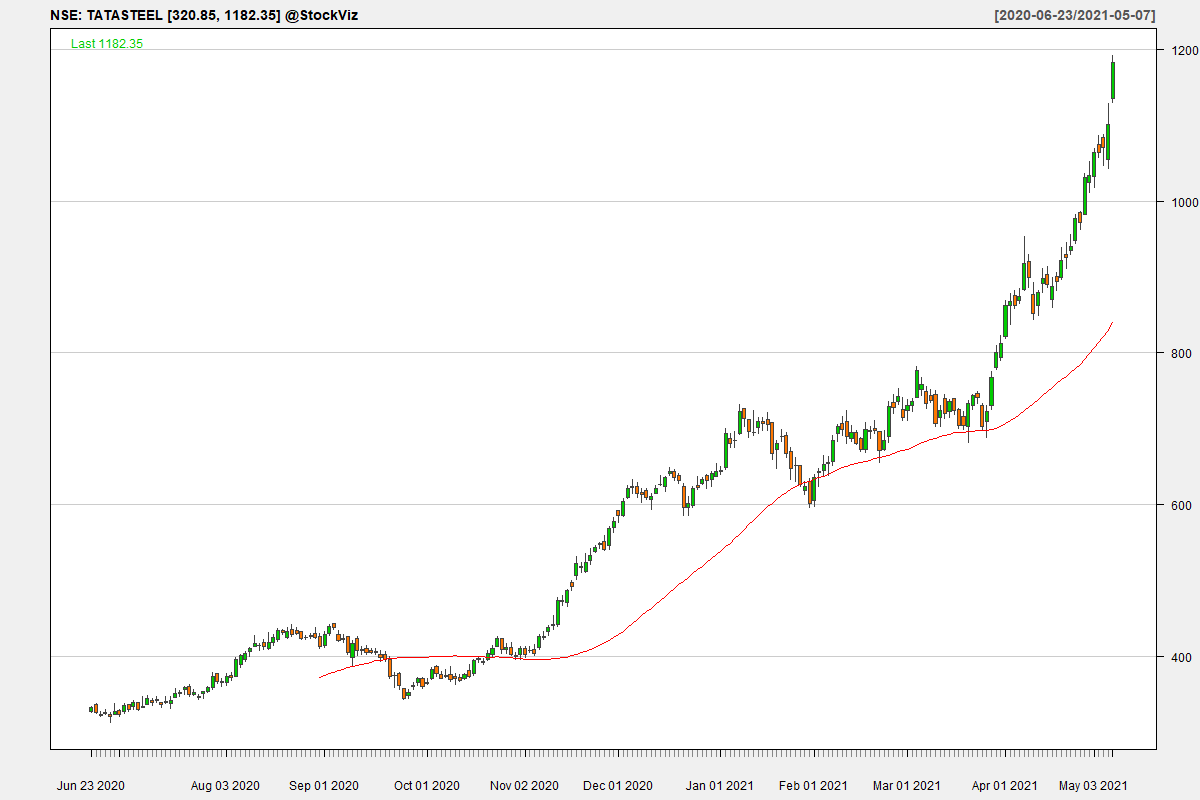 NSE: TATASTEEL [320.85, 1182.35] @StockViz [2020-06-23/2021-05-07]
Last 1182.35
1200
1000
800
600
400
Jun 23 2020 Aug 03 2020 Sep 01 2020 Oct 01 2020 Nov 02 2020 Dec 01 2020 Jan 01 2021 Feb 01 2021 Mar 01 2021 Apr 01 2021 May 03 2021